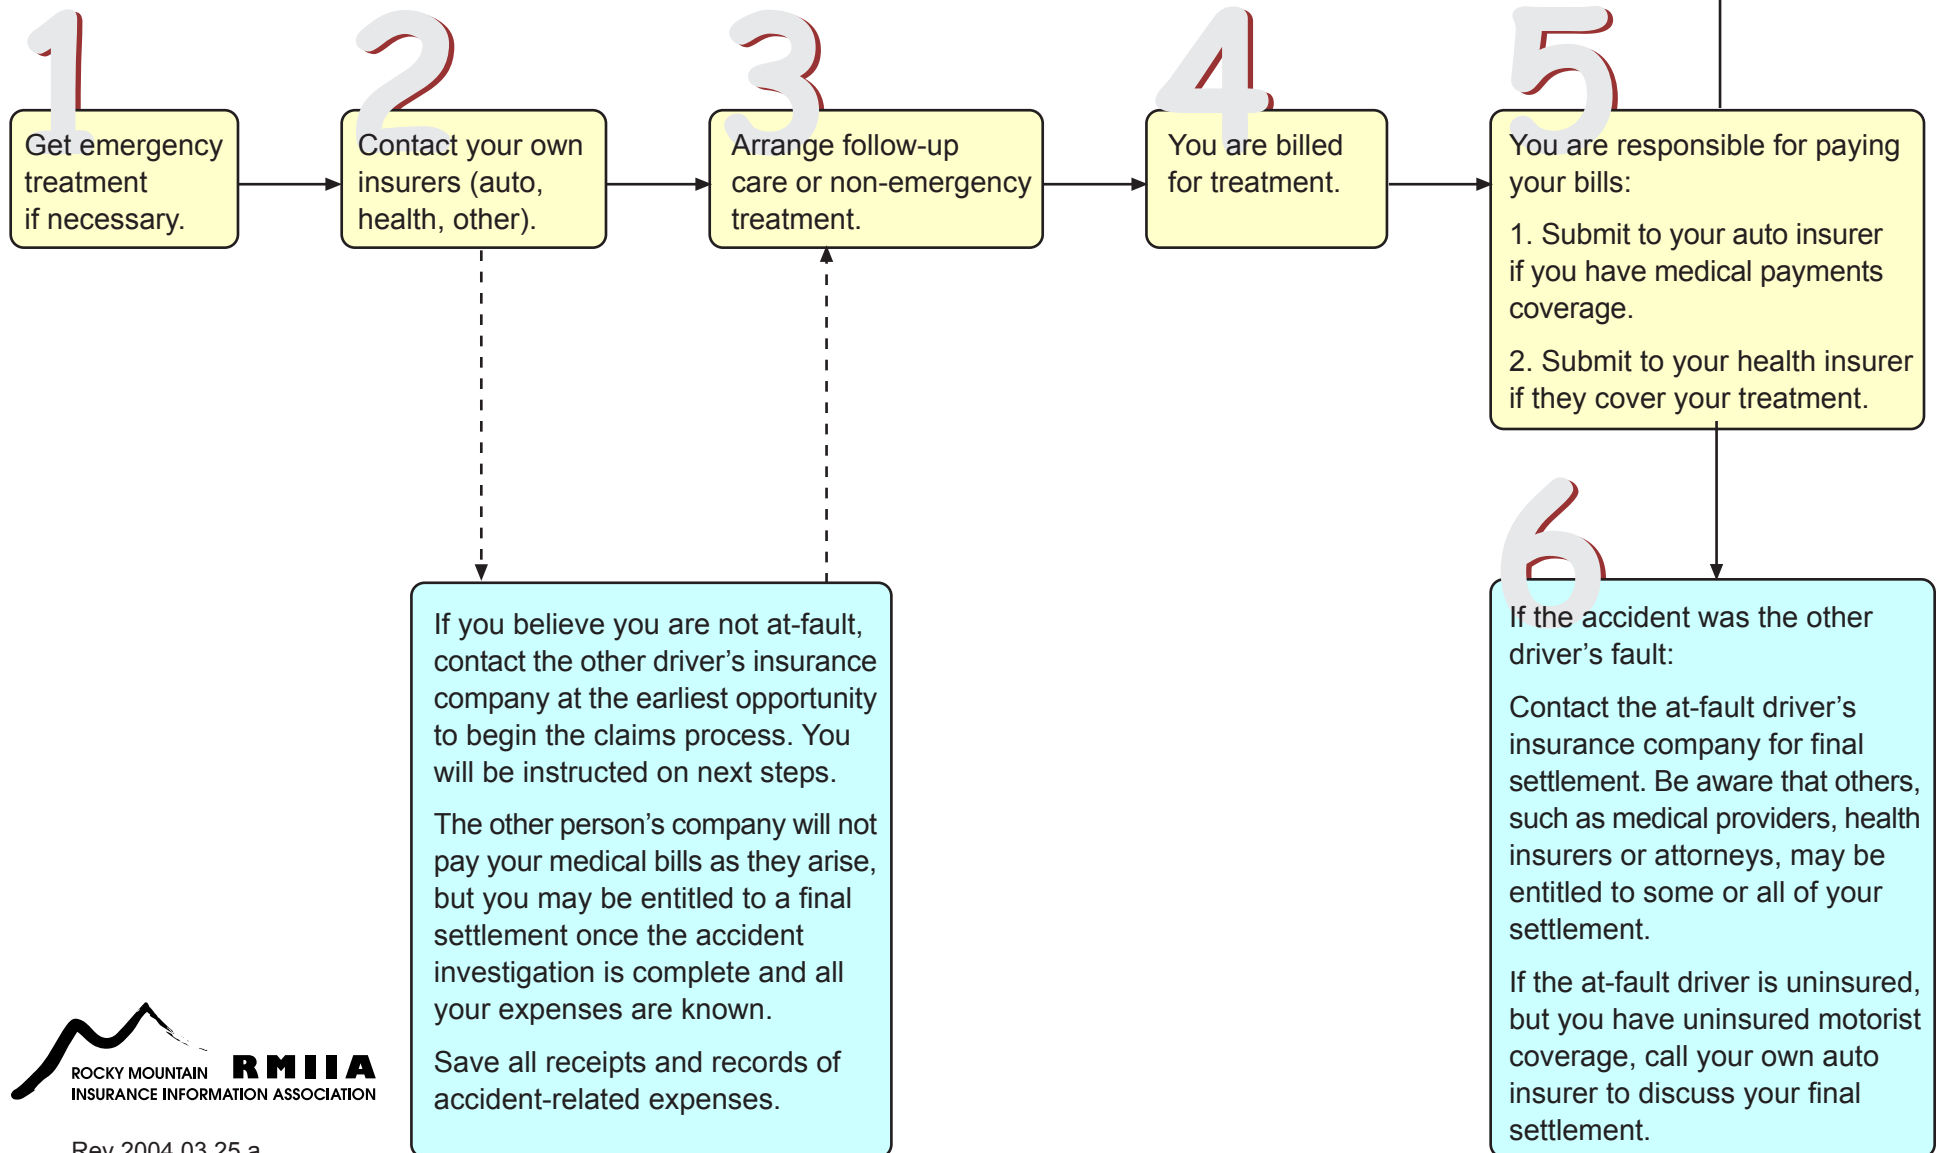 1
Get emergency
treatment
if necessary.
2
Contact your own
insurers (auto,
health, other).
3
Arrange follow-up
care or non-emergency
treatment.
4
You are billed
for treatment.
5
You are responsible for paying
your bills:
1. Submit to your auto insurer
if you have medical payments
coverage.
2. Submit to your health insurer
if they cover your treatment.
If you believe you are not at-fault,
contact the other driver’s insurance
company at the earliest opportunity
to begin the claims process. You
will be instructed on next steps.
The other person’s company will not
pay your medical bills as they arise,
but you may be entitled to a final
settlement once the accident
investigation is complete and all
your expenses are known.
Save all receipts and records of
accident-related expenses.
6
If the accident was the other
driver’s fault:
Contact the at-fault driver’s
insurance company for final
settlement. Be aware that others,
such as medical providers, health
insurers or attorneys, may be
entitled to some or all of your
settlement.
If the at-fault driver is uninsured,
but you have uninsured motorist
coverage, call your own auto
insurer to discuss your final
settlement.
ROCKY MOUNTAIN RMIIA
INSURANCE INFORMATION ASSOCIATION
Rev 2004 03 25 a